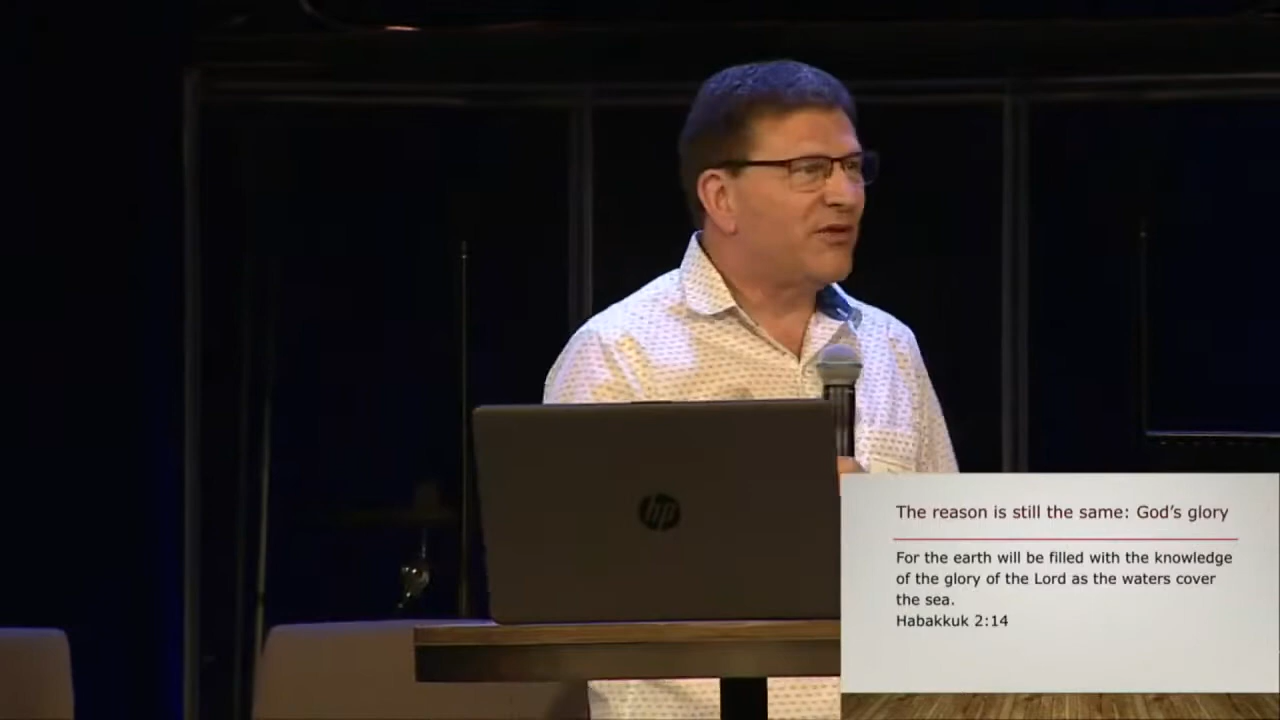 hp
The reason is still the same: God’s glory
For the earth will be filled with the knowledge
of the glory of the Lord as the waters cover
the sea.
Habakkuk 2:14